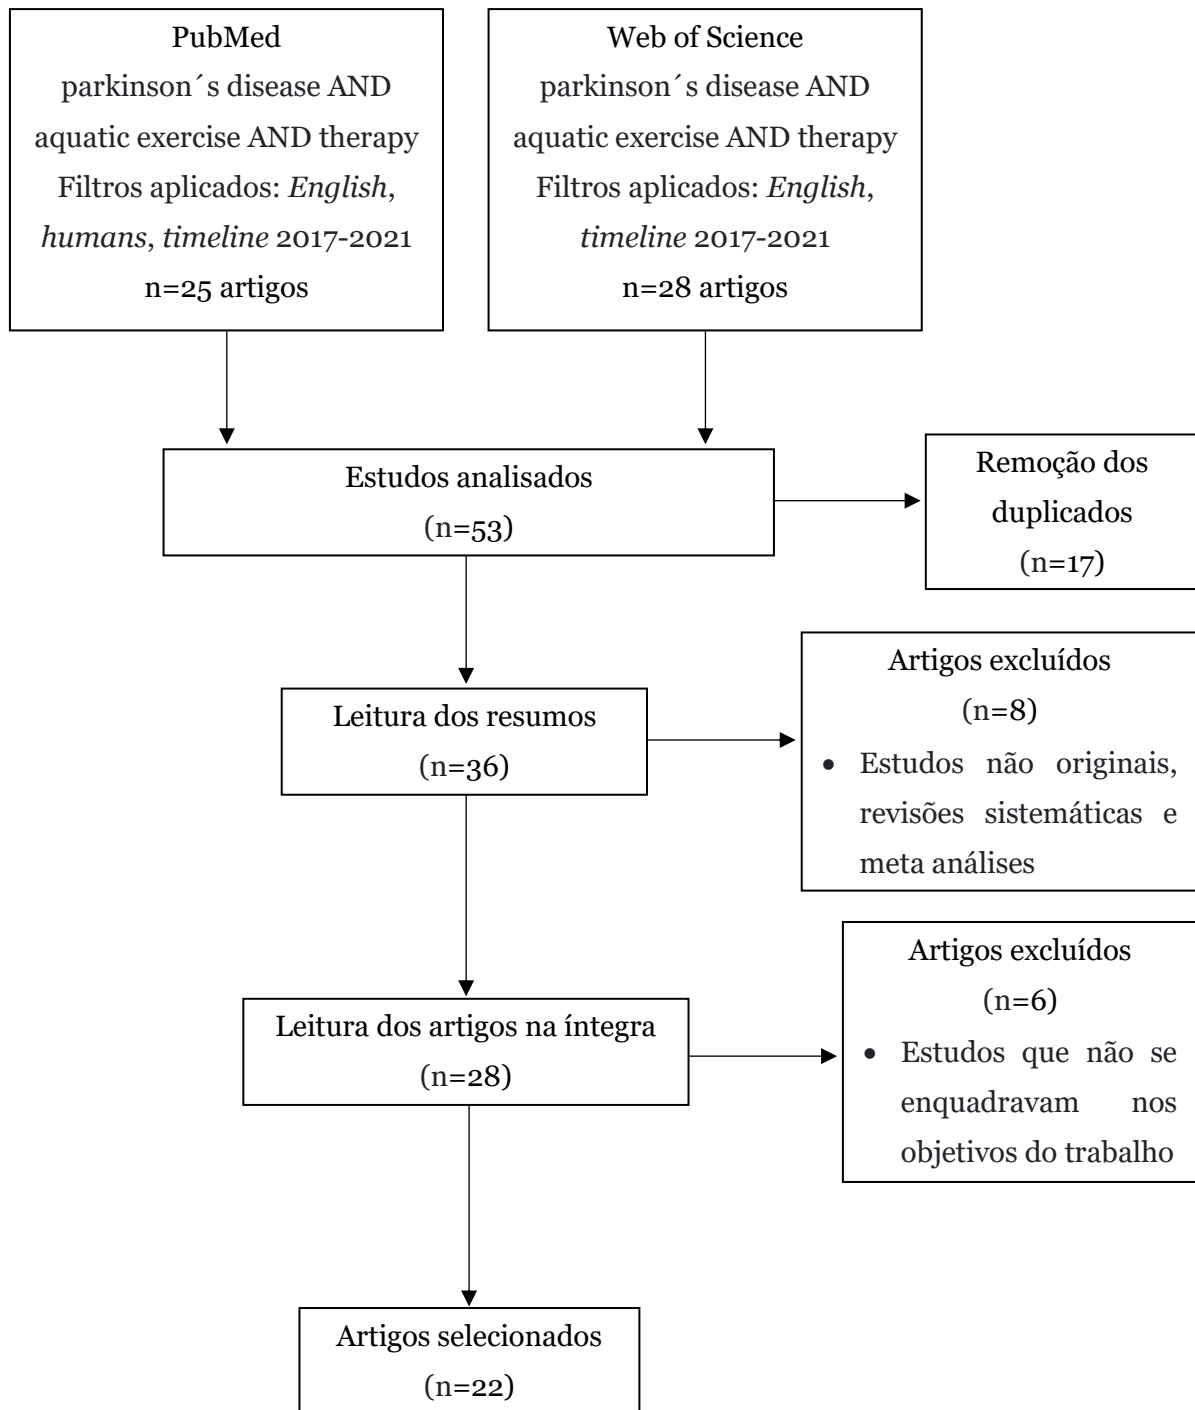 PubMed
parkinson´s disease AND
aquatic exercise AND therapy
Filtros aplicados: English,
humans, timeline 2017-2021
n=25 artigos
Web of Science
parkinson´s disease AND
aquatic exercise AND therapy
Filtros aplicados: English,
timeline 2017-2021
n=28 artigos
Estudos analisados
(n=53)
Remoção dos
duplicados
(n=17)
Leitura dos resumos
(n=36)
Artigos excluídos
(n=8)
• Estudos não originais,
revisões sistemáticas e
meta análises
Leitura dos artigos na íntegra
(n=28)
Artigos excluídos
(n=6)
• Estudos que não se
enquadravam nos
objetivos do trabalho
Artigos selecionados
(n=22)